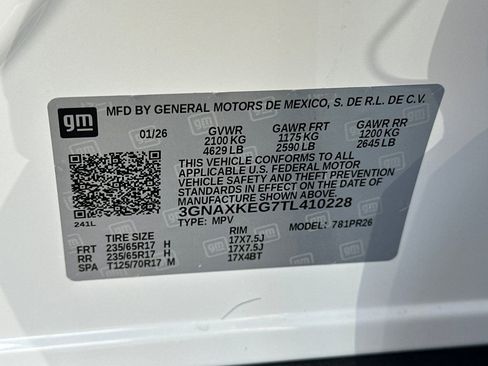 gm
MFD BY GENERAL MOTORS DE MEXICO, S. DE R.L. DE C.V.
01/26 GVWR GAWR FRT GAWR RR
2100 KG 1175 KG 1200 KG
4629 LB 2590 LB 2645 LB
THIS VEHICLE CONFORMS TO ALL
APPLICABLE U.S. FEDERAL MOTOR
VEHICLE SAFETY STANDARDS IN
EFFECT ON THE DATE OF
MANUFACTURE SHOWN ABOVE.
3GNAXKEG7TL410228
241L TYPE: MPV MODEL: 781PR26
TIRE SIZE RIM
FRT 235/65R17 H 17X7.5J
RR 235/65R17 H 17X7.5J
SPA T125/70R17 M 17X4BT